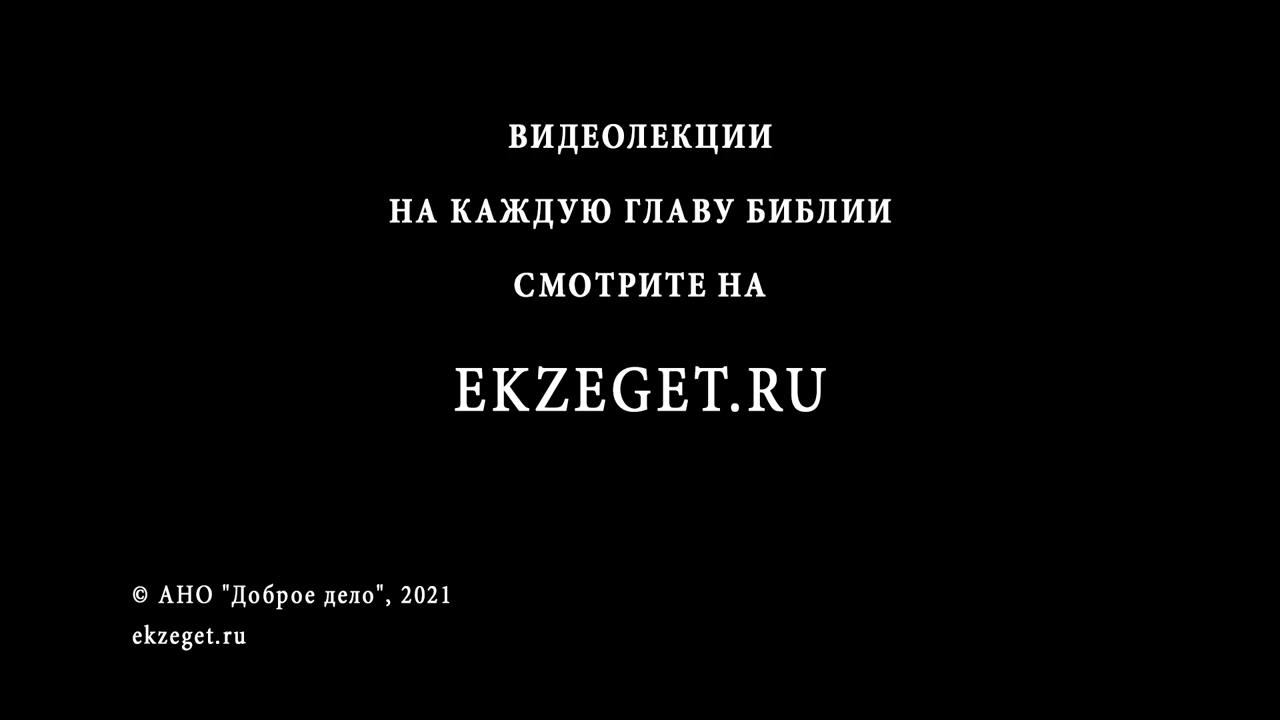 ВИДЕОЛЕКЦИИ
НА КАЖДУЮ ГЛАВУ БИБЛИИ
СМОТРИТЕ НА
EKZEGET.RU
© АНО "Доброе дело", 2021
ekzeget.ru